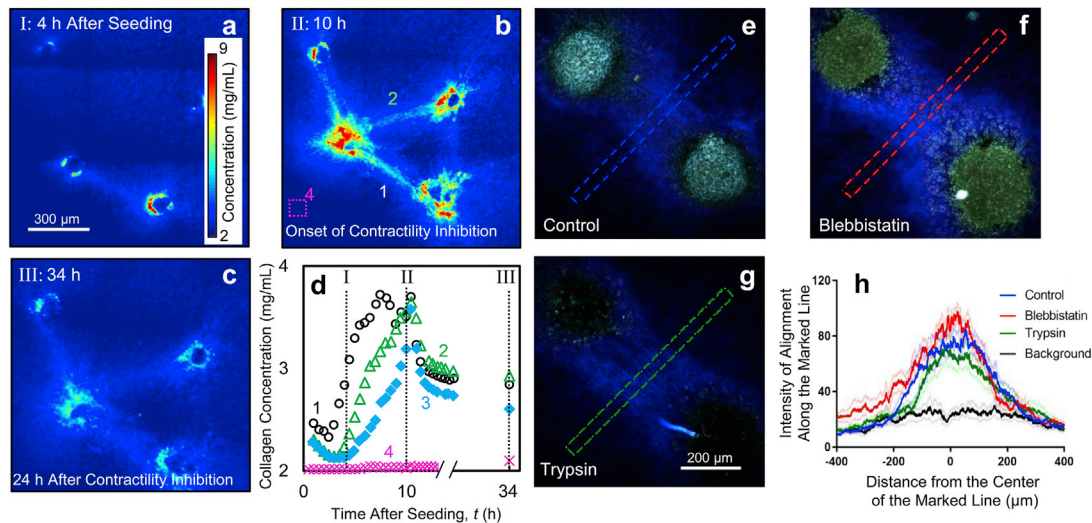 I: 4 h After Seeding
a
9
Concentration (mg/mL)
2
300 µm
II: 10 h
b
2
1
4
Onset of Contractility Inhibition
e
Control
f
Blebbistatin
III: 34 h
c
24 h After Contractility Inhibition
d
I
II
III
4
3
2
Collagen Concentration (mg/mL)
1
2
3
4
0
10
34
Time After Seeding, t (h)
g
Trypsin
200 µm
h
Control
Blebbistatin
Trypsin
Background
120
80
40
0
Intensity of Alignment
Along the Marked Line
-400
-200
0
200
400
Distance from the Center
of the Marked Line (µm)